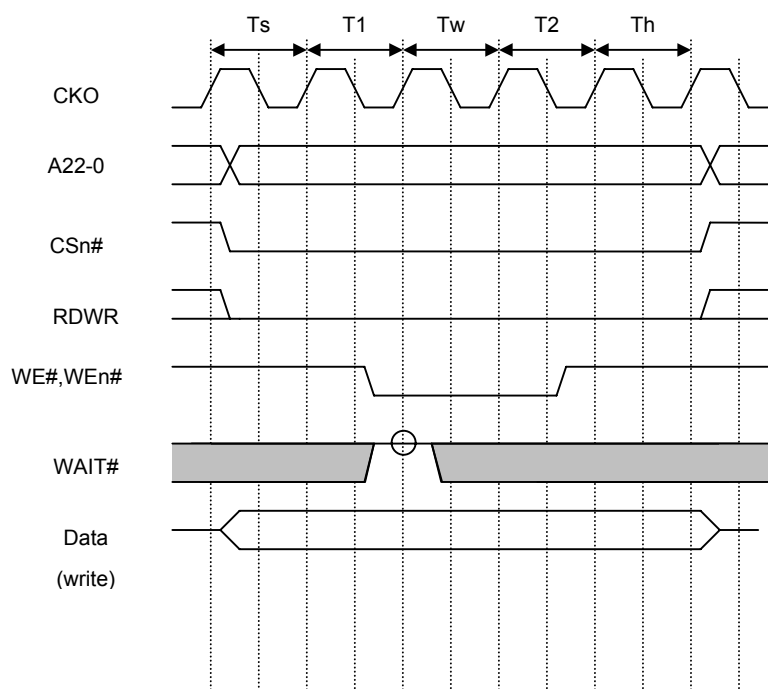 Ts T1 Tw T2 Th
CKO
A22-0
CSn#
RDWR
WE#,WEn#
WAIT#
Data
(write)